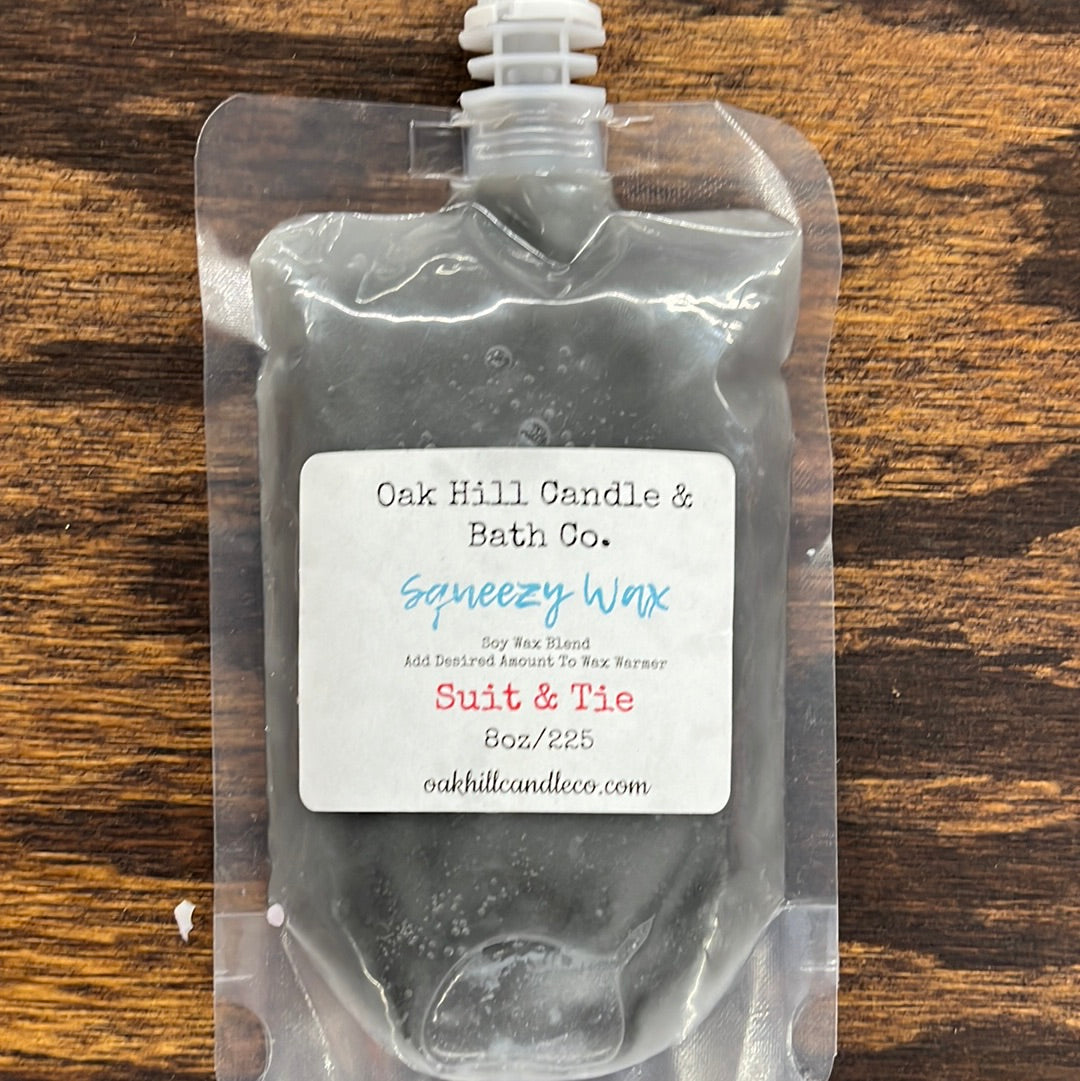 Oak Hill Candle &
Bath Co.
Squeezy Wax
Soy Wax Blend
Add Desired Amount To Wax Warmer
Suit & Tie
8oz/225
oakhillcandleco.com